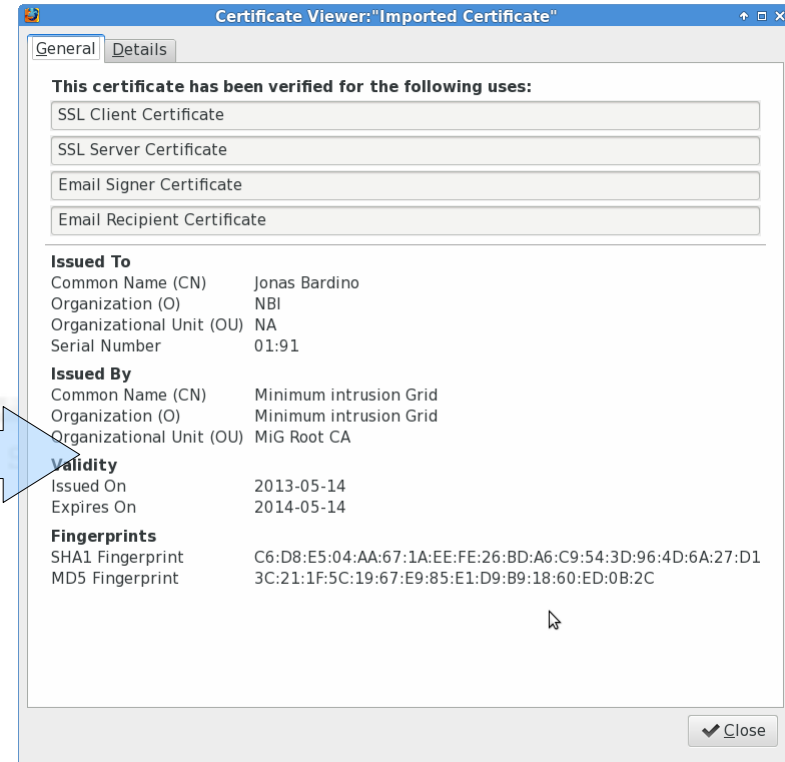 Certificate Viewer:"Imported Certificate"
General Details
This certificate has been verified for the following uses:
SSL Client Certificate
SSL Server Certificate
Email Signer Certificate
Email Recipient Certificate
Issued To
Common Name (CN) Jonas Bardino
Organization (O) NBI
Organizational Unit (OU) NA
Serial Number 01:91
Issued By
Common Name (CN) Minimum intrusion Grid
Organization (O) Minimum intrusion Grid
Organizational Unit (OU) MiG Root CA
Validity
Issued On 2013-05-14
Expires On 2014-05-14
Fingerprints
SHA1 Fingerprint C6:D8:E5:04:AA:67:1A:EE:FE:26:BD:A6:C9:54:3D:96:4D:6A:27:D1
MD5 Fingerprint 3C:21:1F:5C:19:67:E9:85:E1:D9:B9:18:60:ED:0B:2C
Close